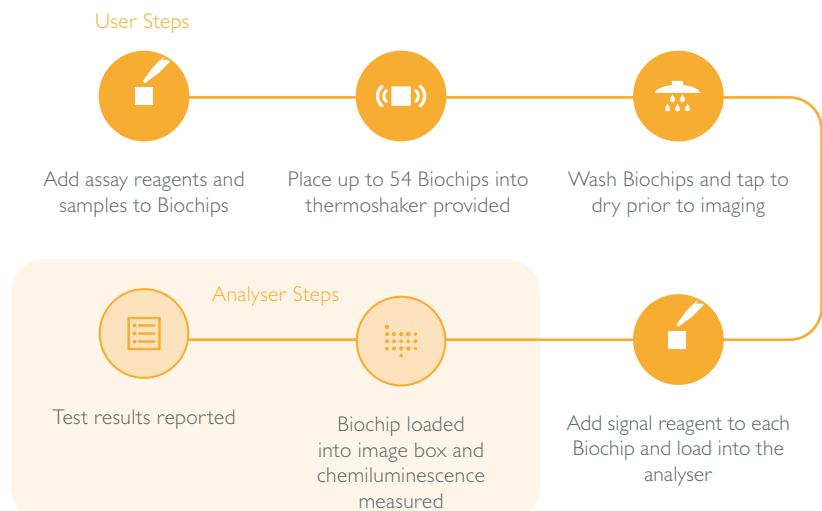 User Steps
Add assay reagents and
samples to Biochips
Place up to 54 Biochips into
thermoshaker provided
Wash Biochips and tap to
dry prior to imaging
Add signal reagent to each
Biochip and load into the
analyser
Analyser Steps
Biochip loaded
into image box and
chemiluminescence
measured
Test results reported